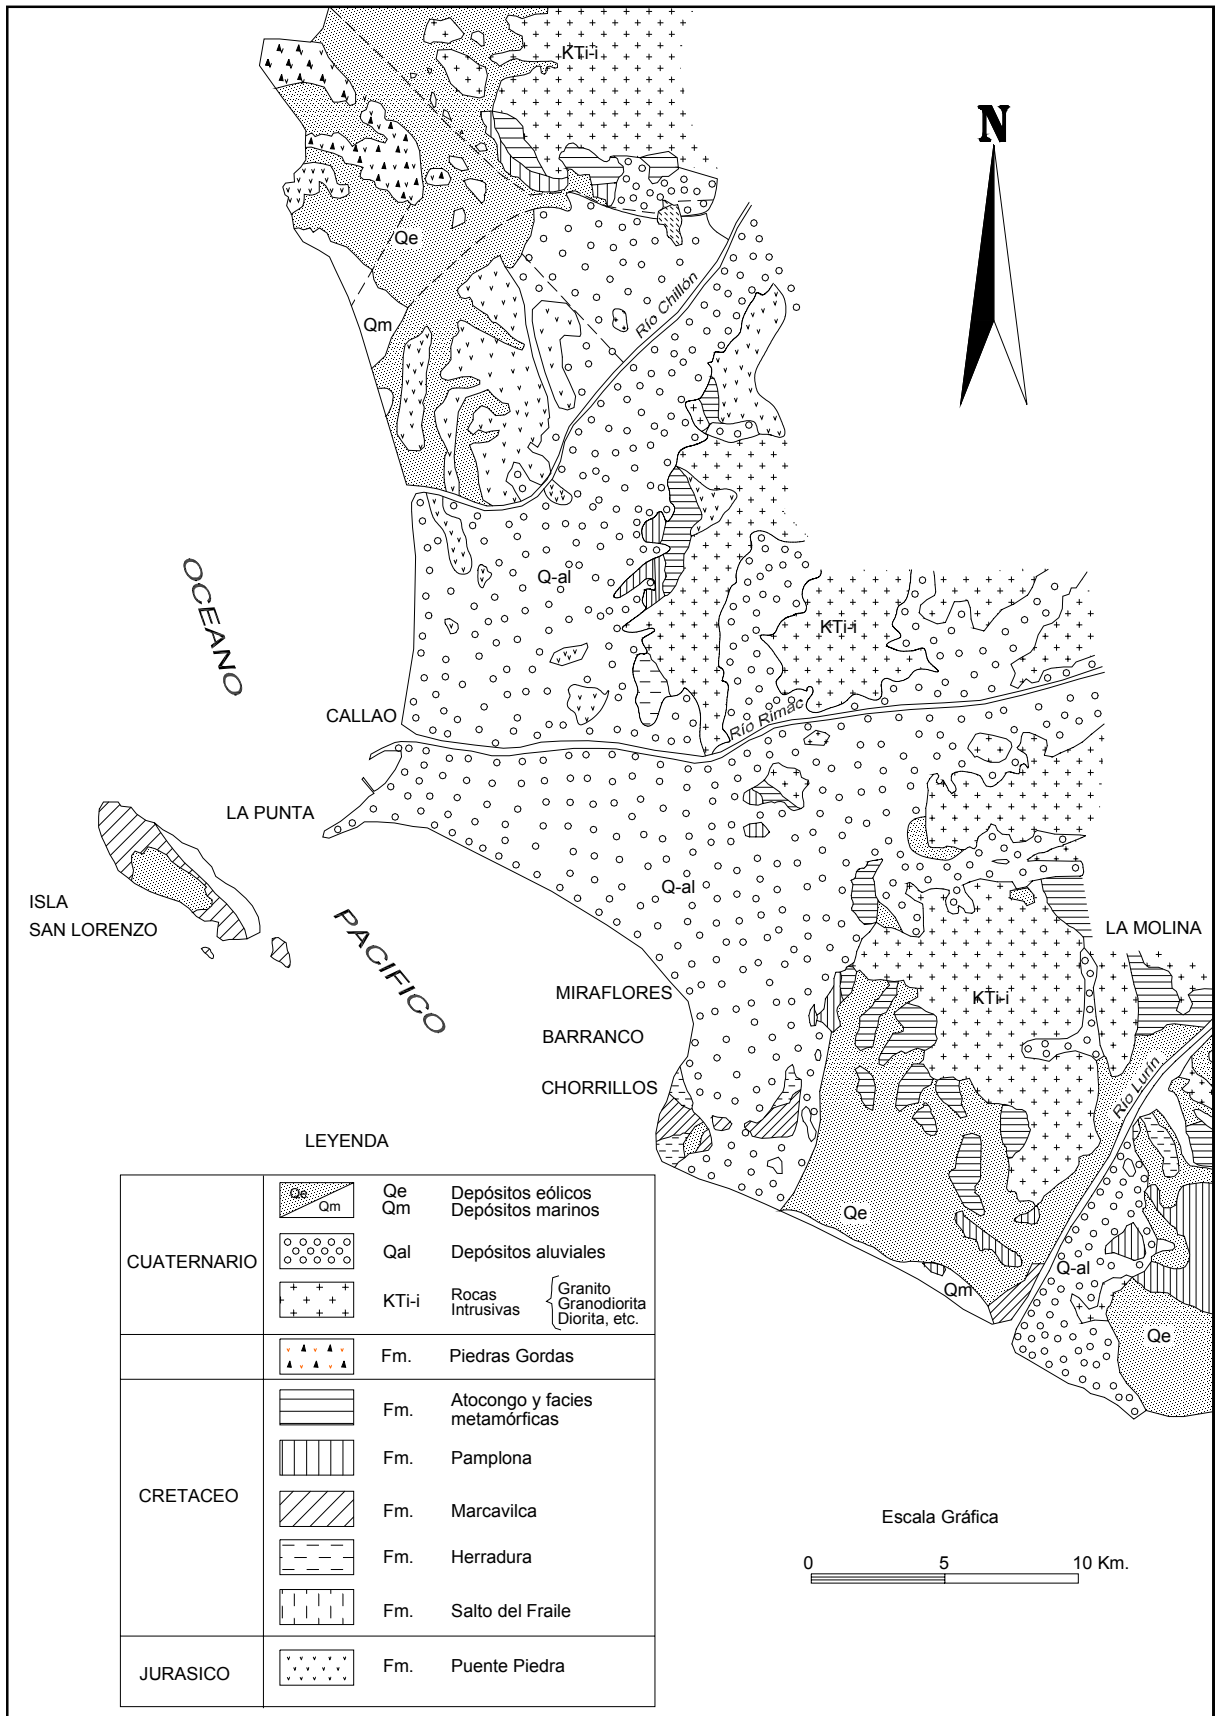 KTi-i
N
Qe
Río Chillón
Qm
OCEANO
Q-al
KTi-i
CALLAO
Río Rimac
LA PUNTA
Q-al
ISLA
SAN LORENZO
PACIFICO
LA MOLINA
MIRAFLORES
KTi-i
BARRANCO
CHORRILLOS
Río Lurín
LEYENDA
Qe
Qm
Q-al
Qe
CUATERNARIO
Qe
Qm
Qe Depósitos eólicos
Qm Depósitos marinos
Qal Depósitos aluviales
KTi-i Rocas Intrusivas
Granito
Granodiorita
Diorita, etc.
Fm. Piedras Gordas
CRETACEO
Fm. Atocongo y facies
metamórficas
Fm. Pamplona
Fm. Marcavilca
Fm. Herradura
Fm. Salto del Fraile
JURASICO
Fm. Puente Piedra
Escala Gráfica
0 5 10 Km.